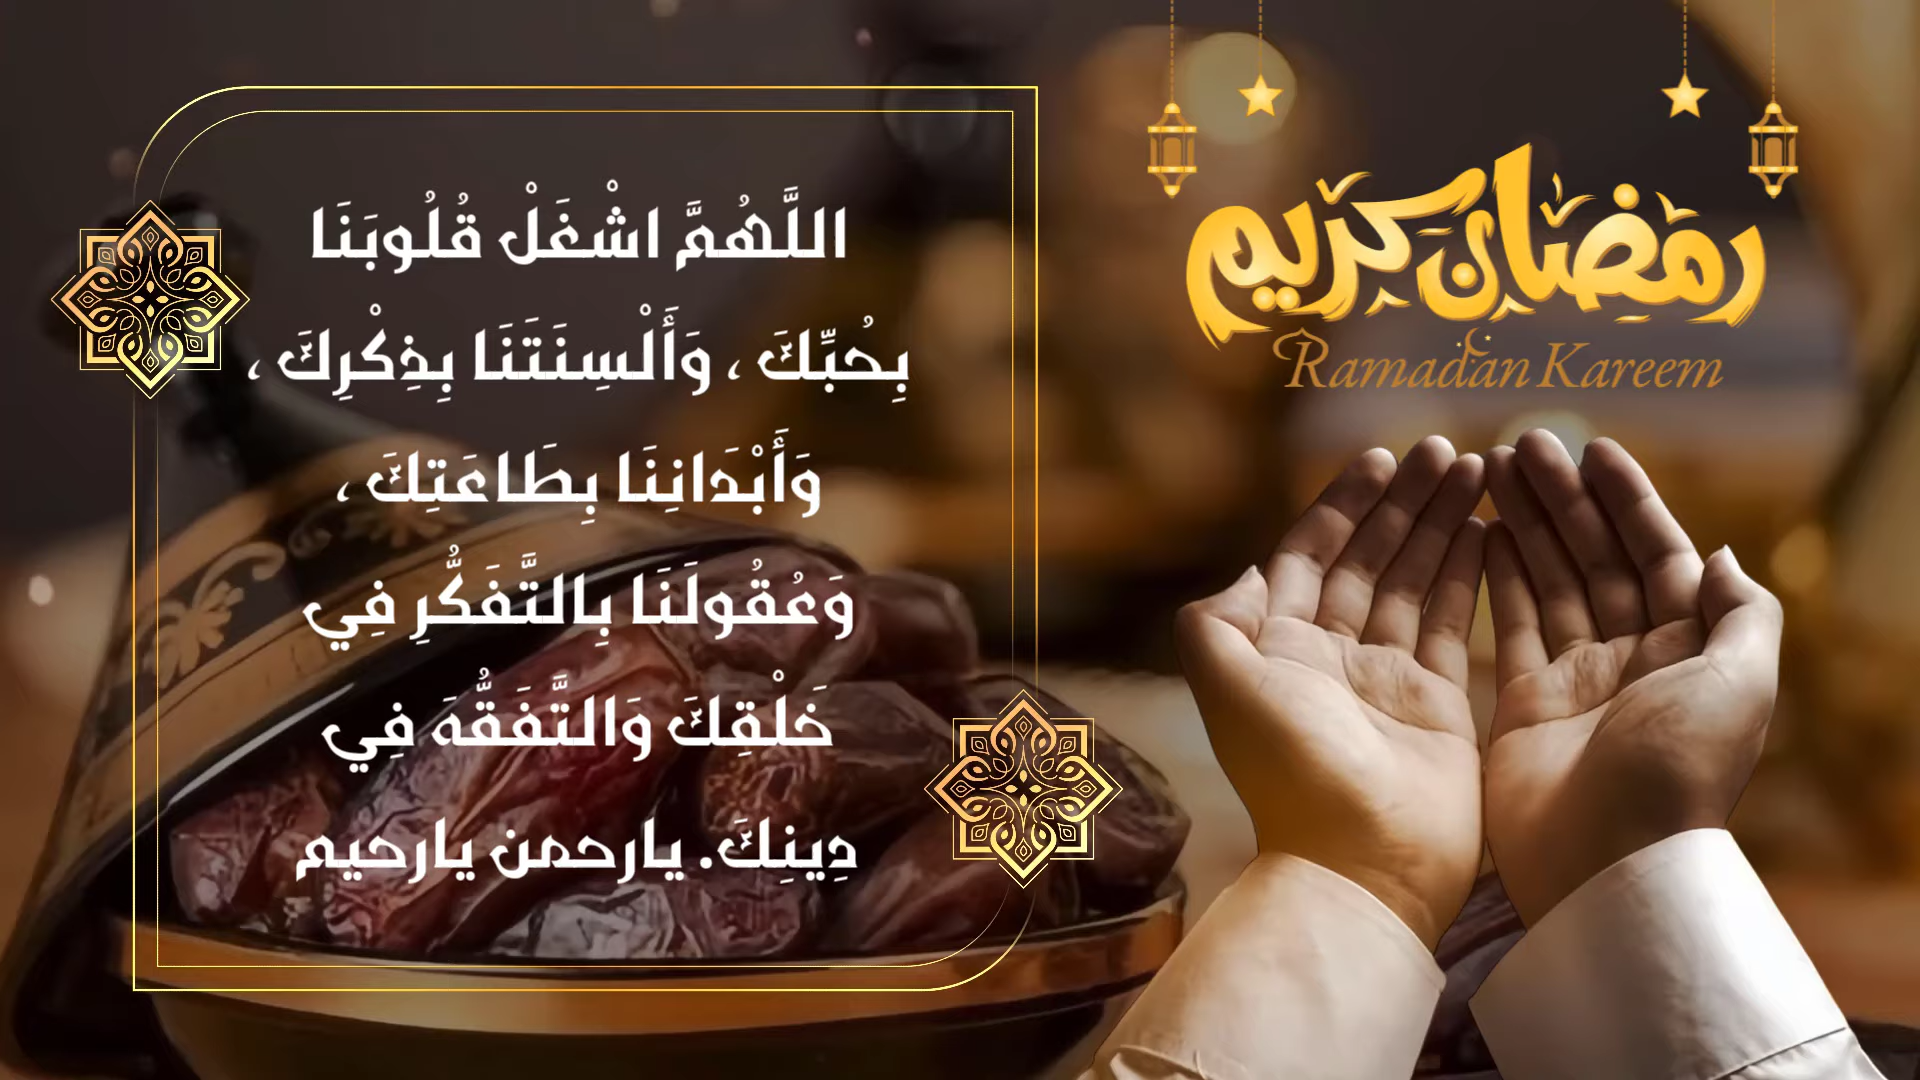 اللَّهُمَّ اشْغَلْ قُلُوبَنَا
بِحُبِّكَ ، وَأَلْسِنَتَنَا بِذِكْرِكَ ،
وَأَبْدَانِنَا بِطَاعَتِكَ ،
وَعُقُولَنَا بِالتَّفَكُّرِ فِي
خَلْقِكَ وَالتَّفَقُّهَ فِي
دِينِكَ. يارحمن يارحيم
رمضان كريم
Ramadan Kareem